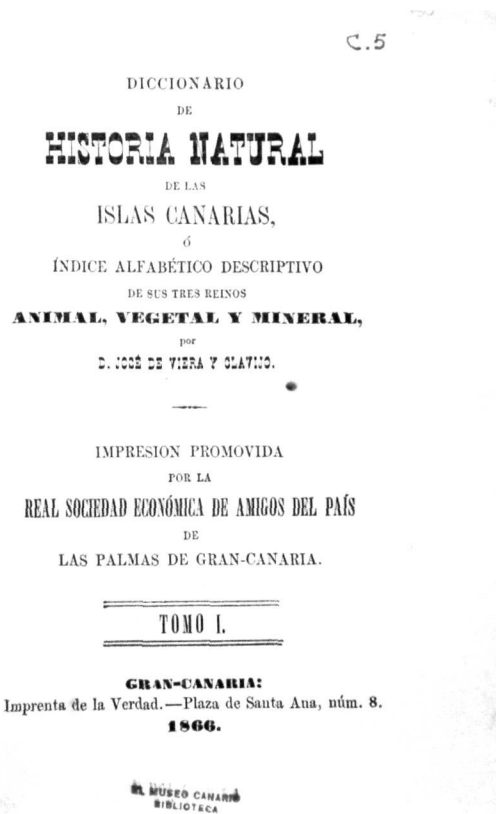 C.5
DICCIONARIO
DE
HISTORIA NATURAL
DE LAS
ISLAS CANARIAS,
ó
ÍNDICE ALFABÉTICO DESCRIPTIVO
DE SUS TRES REINOS
ANIMAL, VEGETAL Y MINERAL,
por
D. JOSÉ DE VIERA Y CLAVIJO.
IMPRESION PROMOVIDA
POR LA
REAL SOCIEDAD ECONÓMICA DE AMIGOS DEL PAÍS
DE
LAS PALMAS DE GRAN-CANARIA.
TOMO I.
GRAN-CANARIA:
Imprenta de la Verdad.—Plaza de Santa Ana, núm. 8.
1866.
EL MUSEO CANARIO
BIBLIOTECA